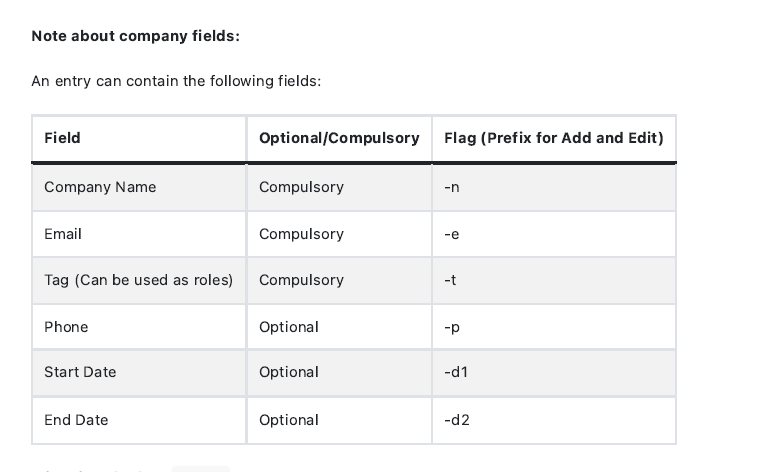 Note about company fields:
An entry can contain the following fields:
Field Optional/Compulsory Flag (Prefix for Add and Edit)
Company Name Compulsory -n
Email Compulsory -e
Tag (Can be used as roles) Compulsory -t
Phone Optional -p
Start Date Optional -d1
End Date Optional -d2